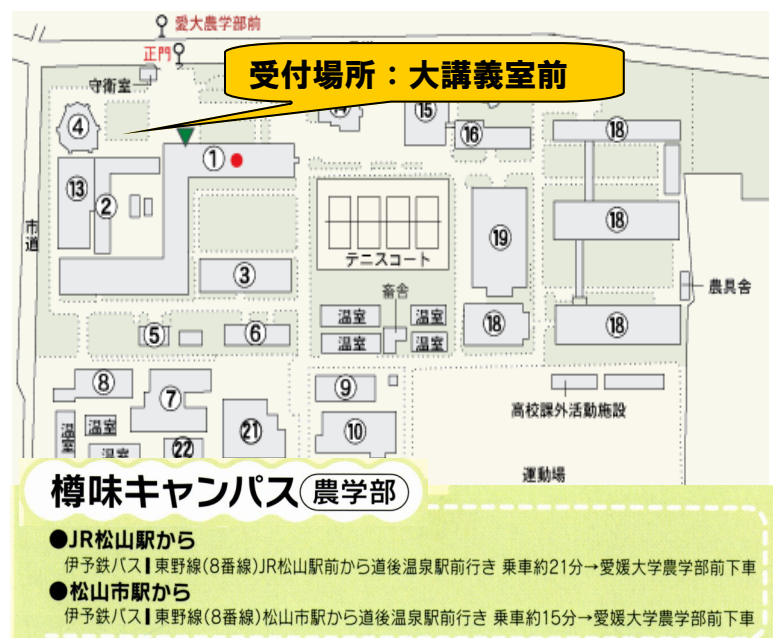 愛大農学部前
正門
守衛室
受付場所：大講義室前
④
⑮
⑯
⑱
①
⑬
②
⑱
⑲
市道
テニスコート
③
畜舎
農具舎
温室
温室
⑱
⑱
⑤
⑥
温室
温室
⑧
⑨
⑦
高校課外活動施設
温室
温室
㉑
⑩
温室
㉒
運動場
樽味キャンパス 農学部
●JR松山駅から
伊予鉄バス┃東野線(8番線)JR松山駅前から道後温泉駅前行き 乗車約21分→愛媛大学農学部前下車
●松山市駅から
伊予鉄バス┃東野線(8番線)松山市駅から道後温泉駅前行き 乗車約15分→愛媛大学農学部前下車